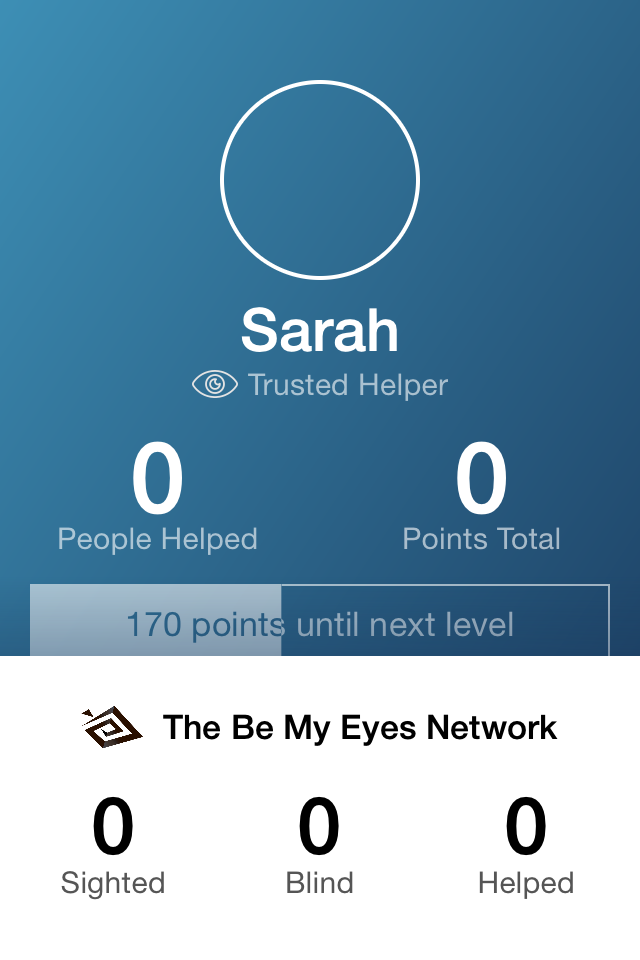 Sarah
Trusted Helper
0 0
People Helped Points Total
170 points until next level
The Be My Eyes Network
0 0 0
Sighted Blind Helped